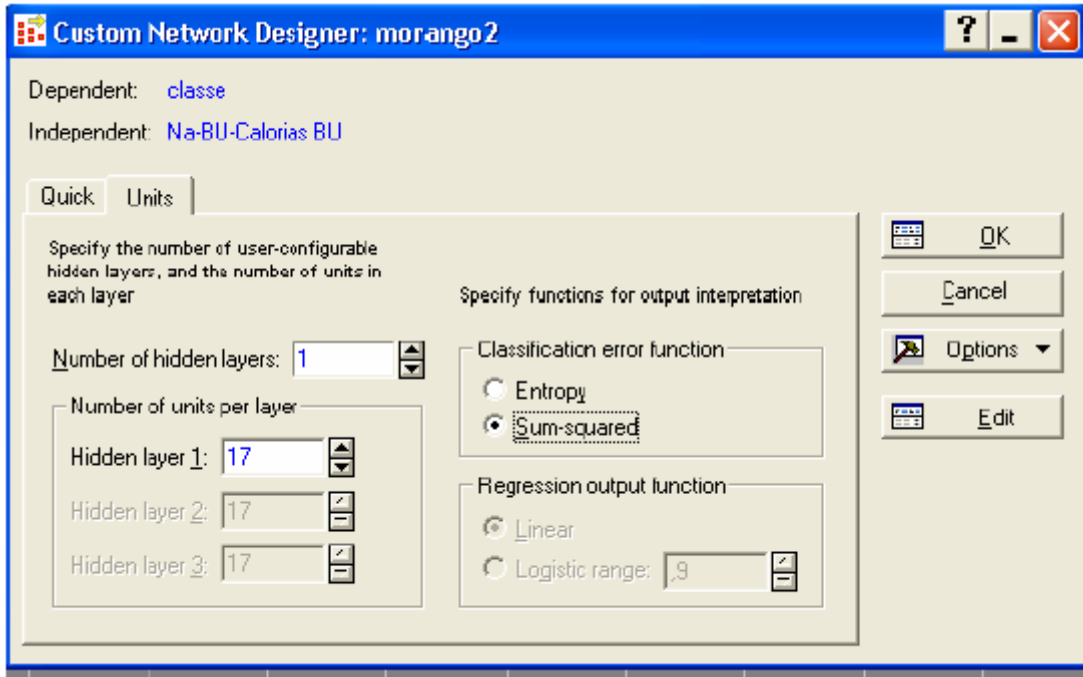 Custom Network Designer: morango2
?
Dependent: classe
Independent: Na-BU-Calorias BU
Quick
Units
Specify the number of user-configurable
hidden layers, and the number of units in
each layer
Number of hidden layers: 1
Number of units per layer
Hidden layer 1: 17
Hidden layer 2: 17
Hidden layer 3: 17
Specify functions for output interpretation
Classification error function
Entropy
Sum-squared
Regression output function
Linear
Logistic range: ,9
OK
Cancel
Options
Edit